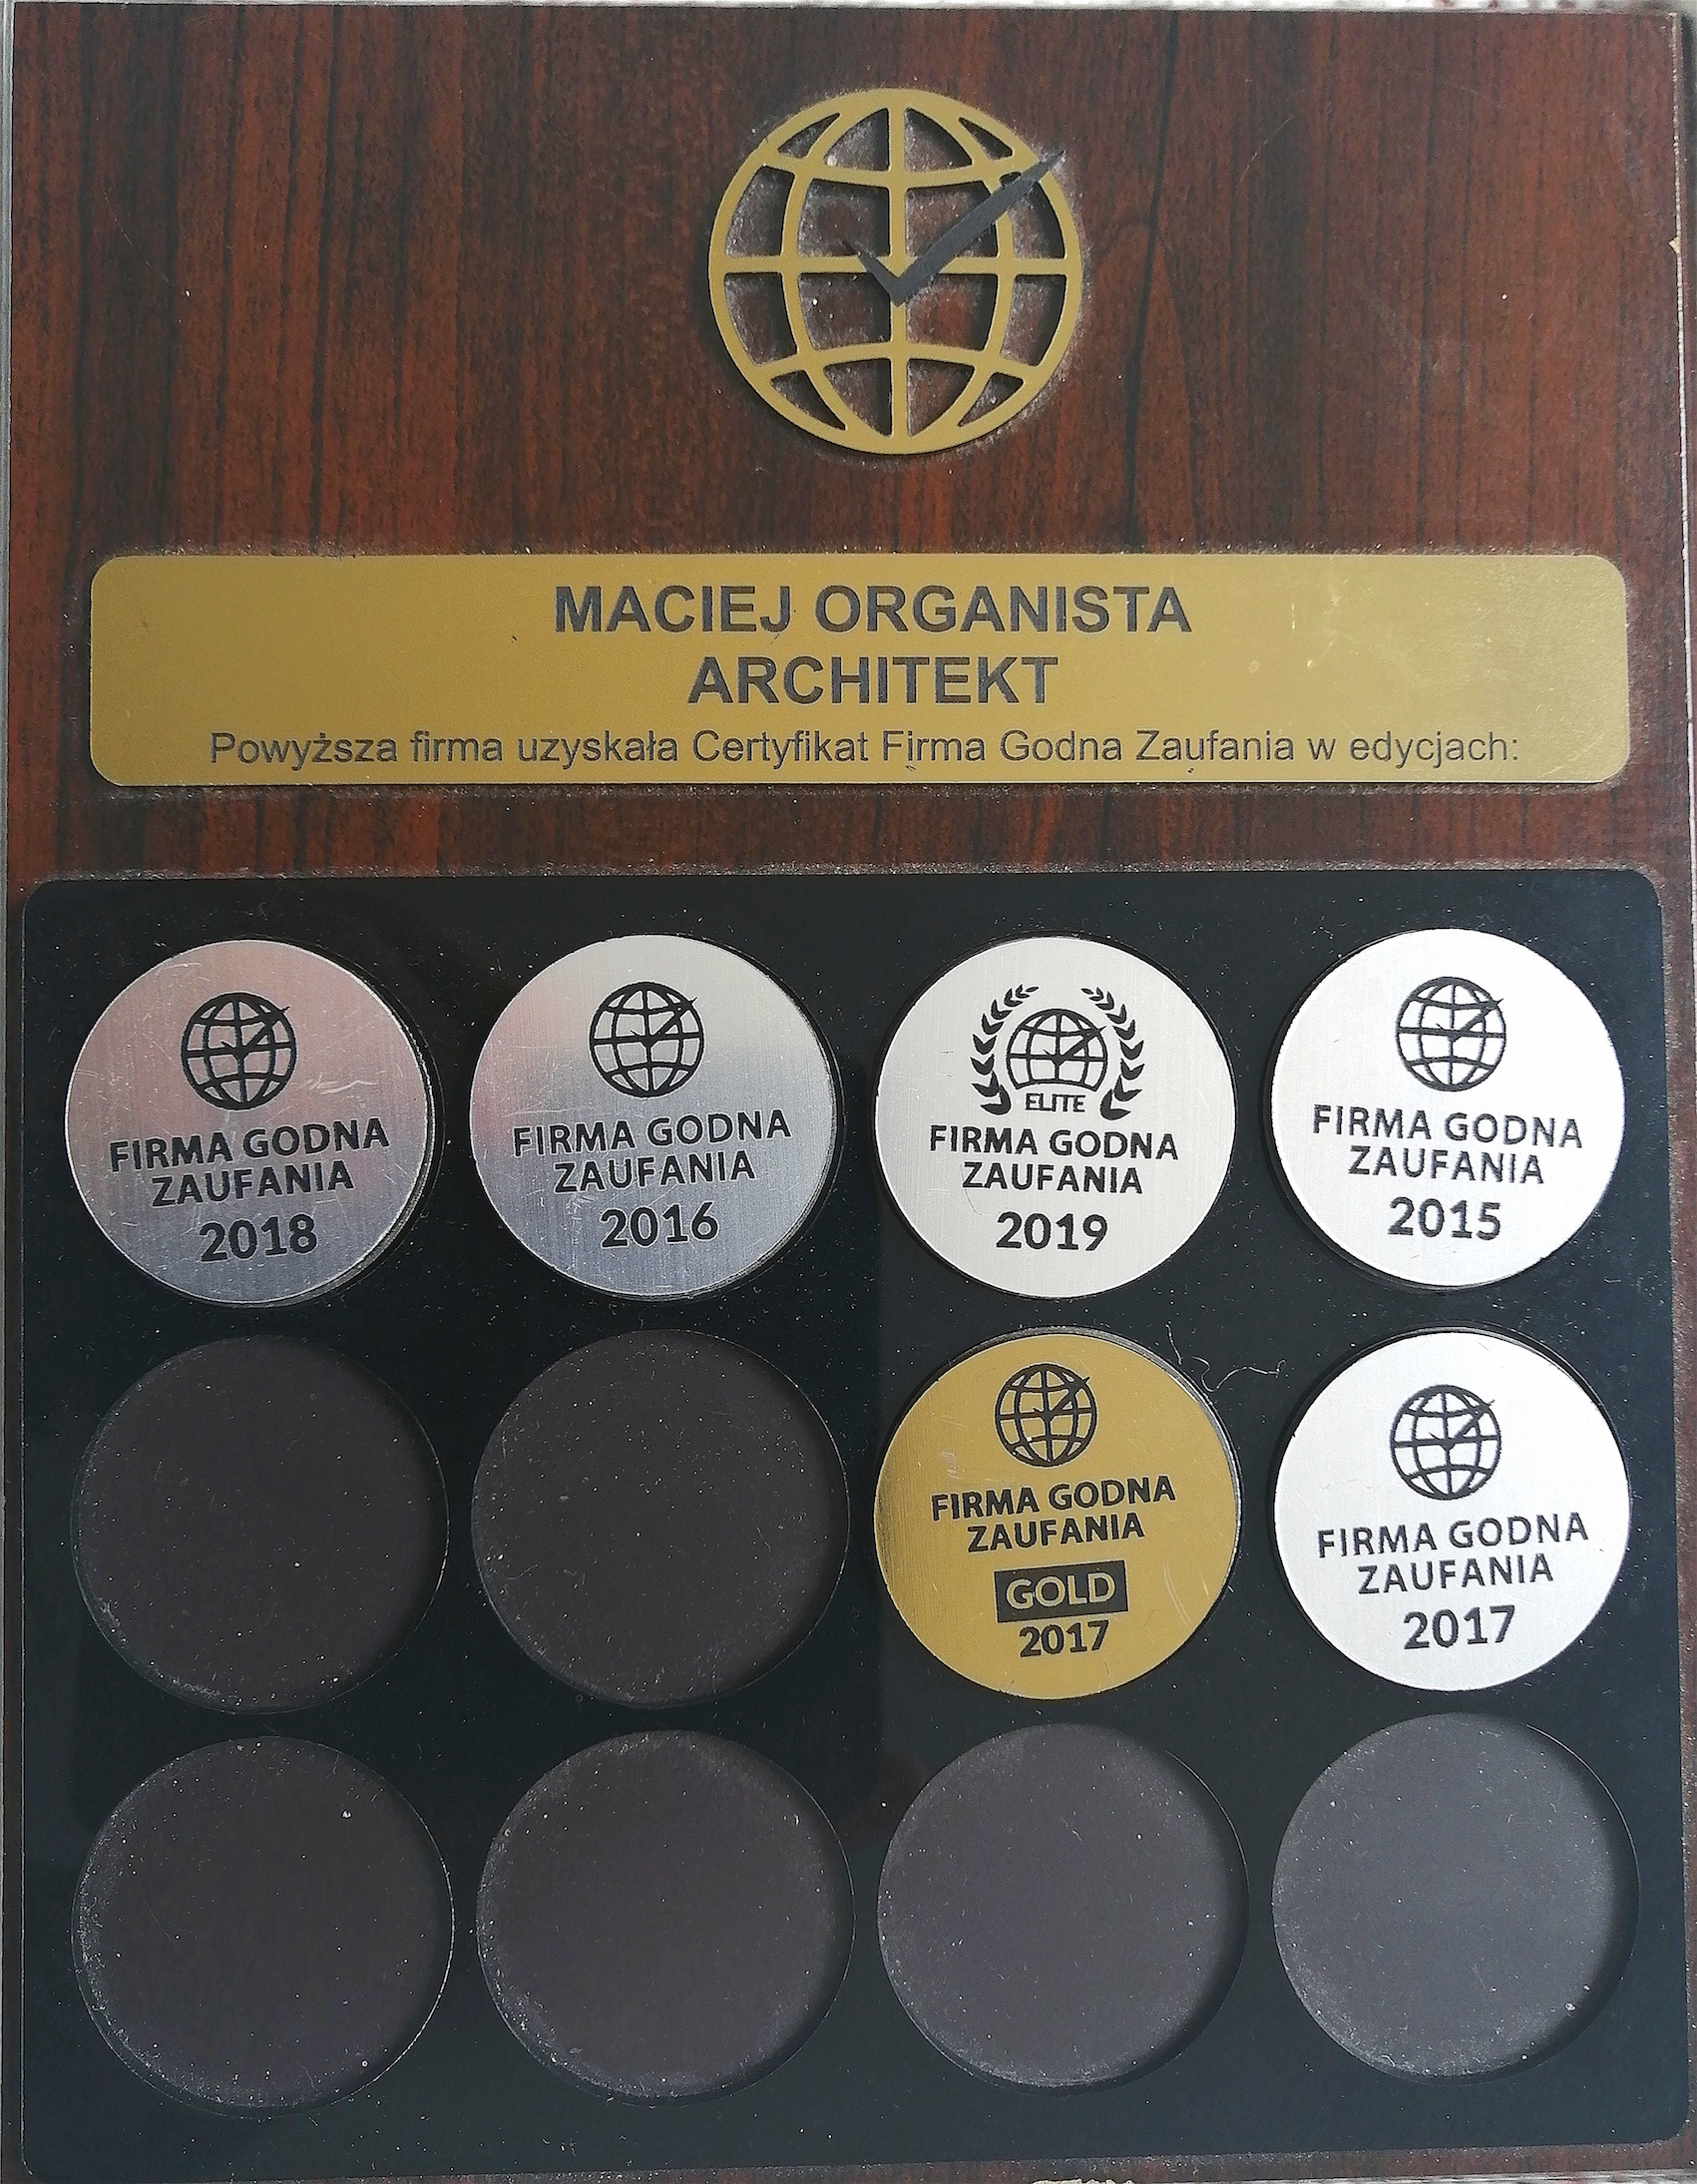 MACIEJ ORGANISTA
ARCHITEKT
Powyższa firma uzyskała Certyfikat Firma Godna Zaufania w edycjach:
FIRMA GODNA
ZAUFANIA
2018
FIRMA GODNA
ZAUFANIA
2016
ELITE
FIRMA GODNA
ZAUFANIA
2019
FIRMA GODNA
ZAUFANIA
2015
FIRMA GODNA
ZAUFANIA
GOLD
2017
FIRMA GODNA
ZAUFANIA
2017